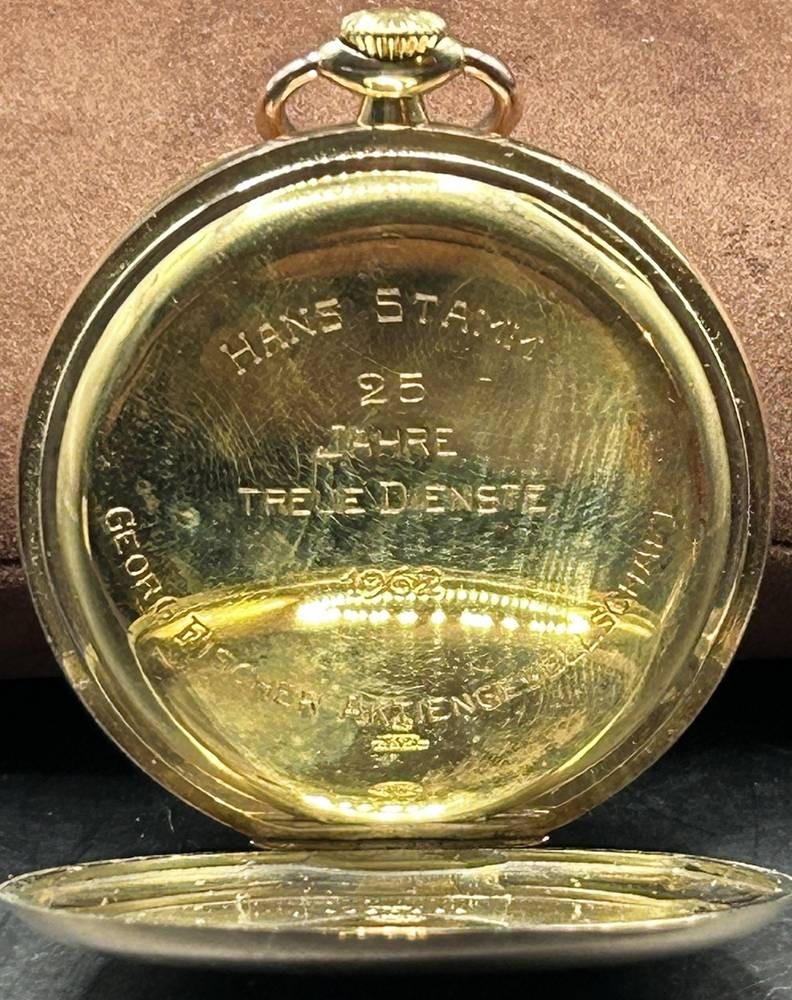 HANS STAMM
25
JAHRE
TREUE DIENSTE
1962
GEORG FISCHER AKTIENGESELLSCHAFT